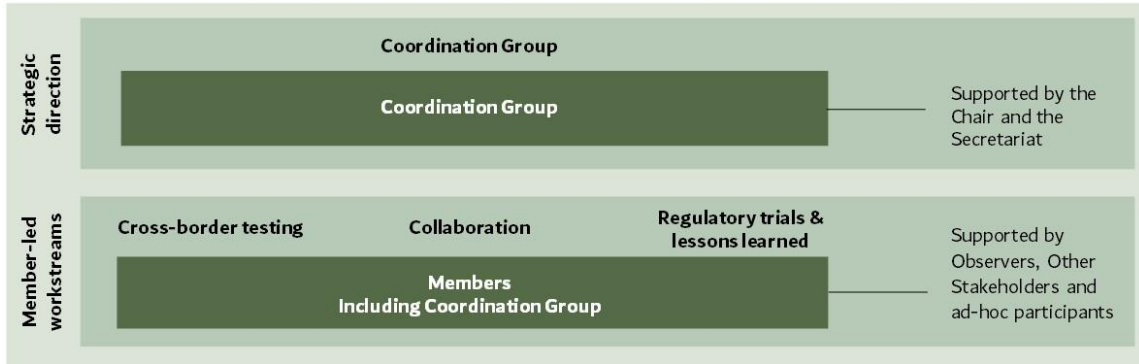 Strategic
direction
Coordination Group
Coordination Group
Supported by the
Chair and the
Secretariat
Member-led
workstreams
Cross-border testing
Collaboration
Regulatory trials &
lessons learned
Members
Including Coordination Group
Supported by
Observers, Other
Stakeholders and
ad-hoc participants